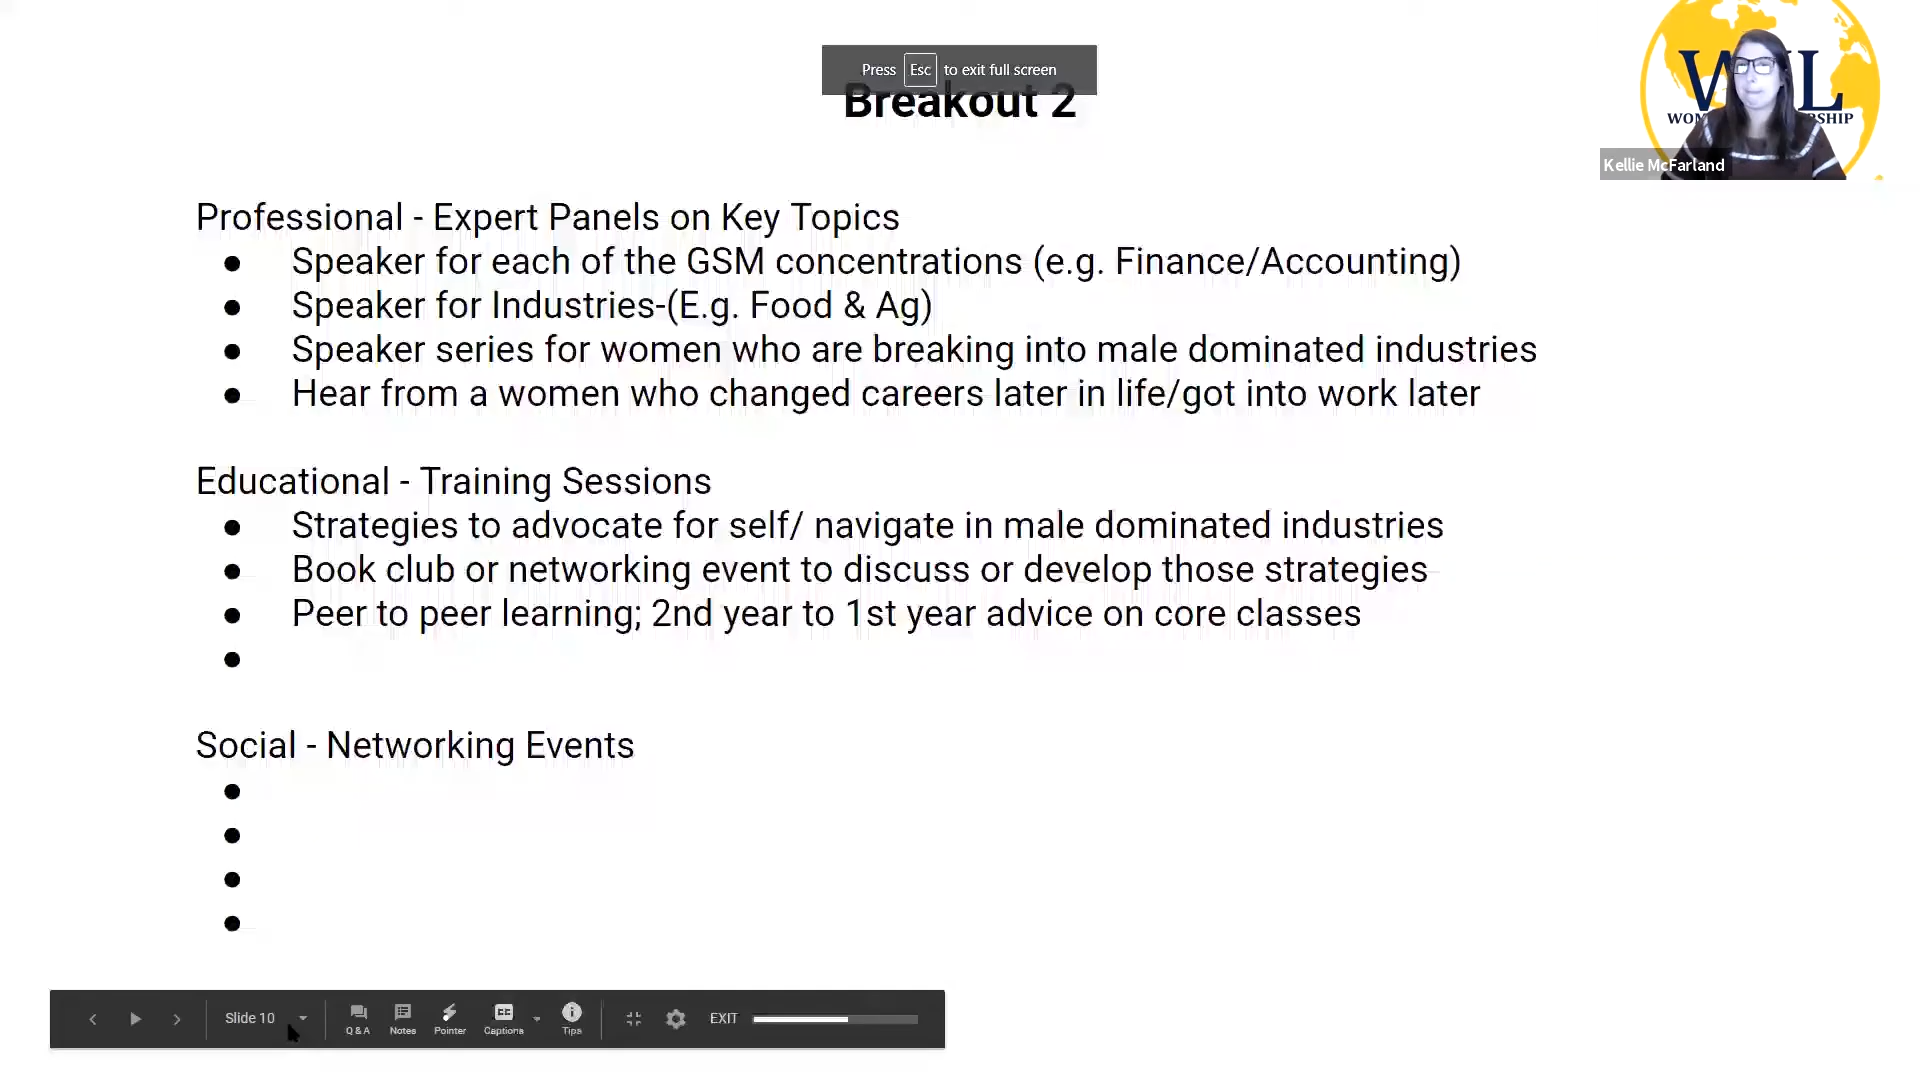 Press Esc to exit full screen
Breakout 2
Kellie McFarland
Professional - Expert Panels on Key Topics
● Speaker for each of the GSM concentrations (e.g. Finance/Accounting)
● Speaker for Industries-(E.g. Food & Ag)
● Speaker series for women who are breaking into male dominated industries
● Hear from a women who changed careers later in life/got into work later
Educational - Training Sessions
● Strategies to advocate for self/ navigate in male dominated industries
● Book club or networking event to discuss or develop those strategies
● Peer to peer learning; 2nd year to 1st year advice on core classes
●
Social - Networking Events
●
●
●
●
Slide 10 Q & A Notes Pointer CC Captions Tips EXIT